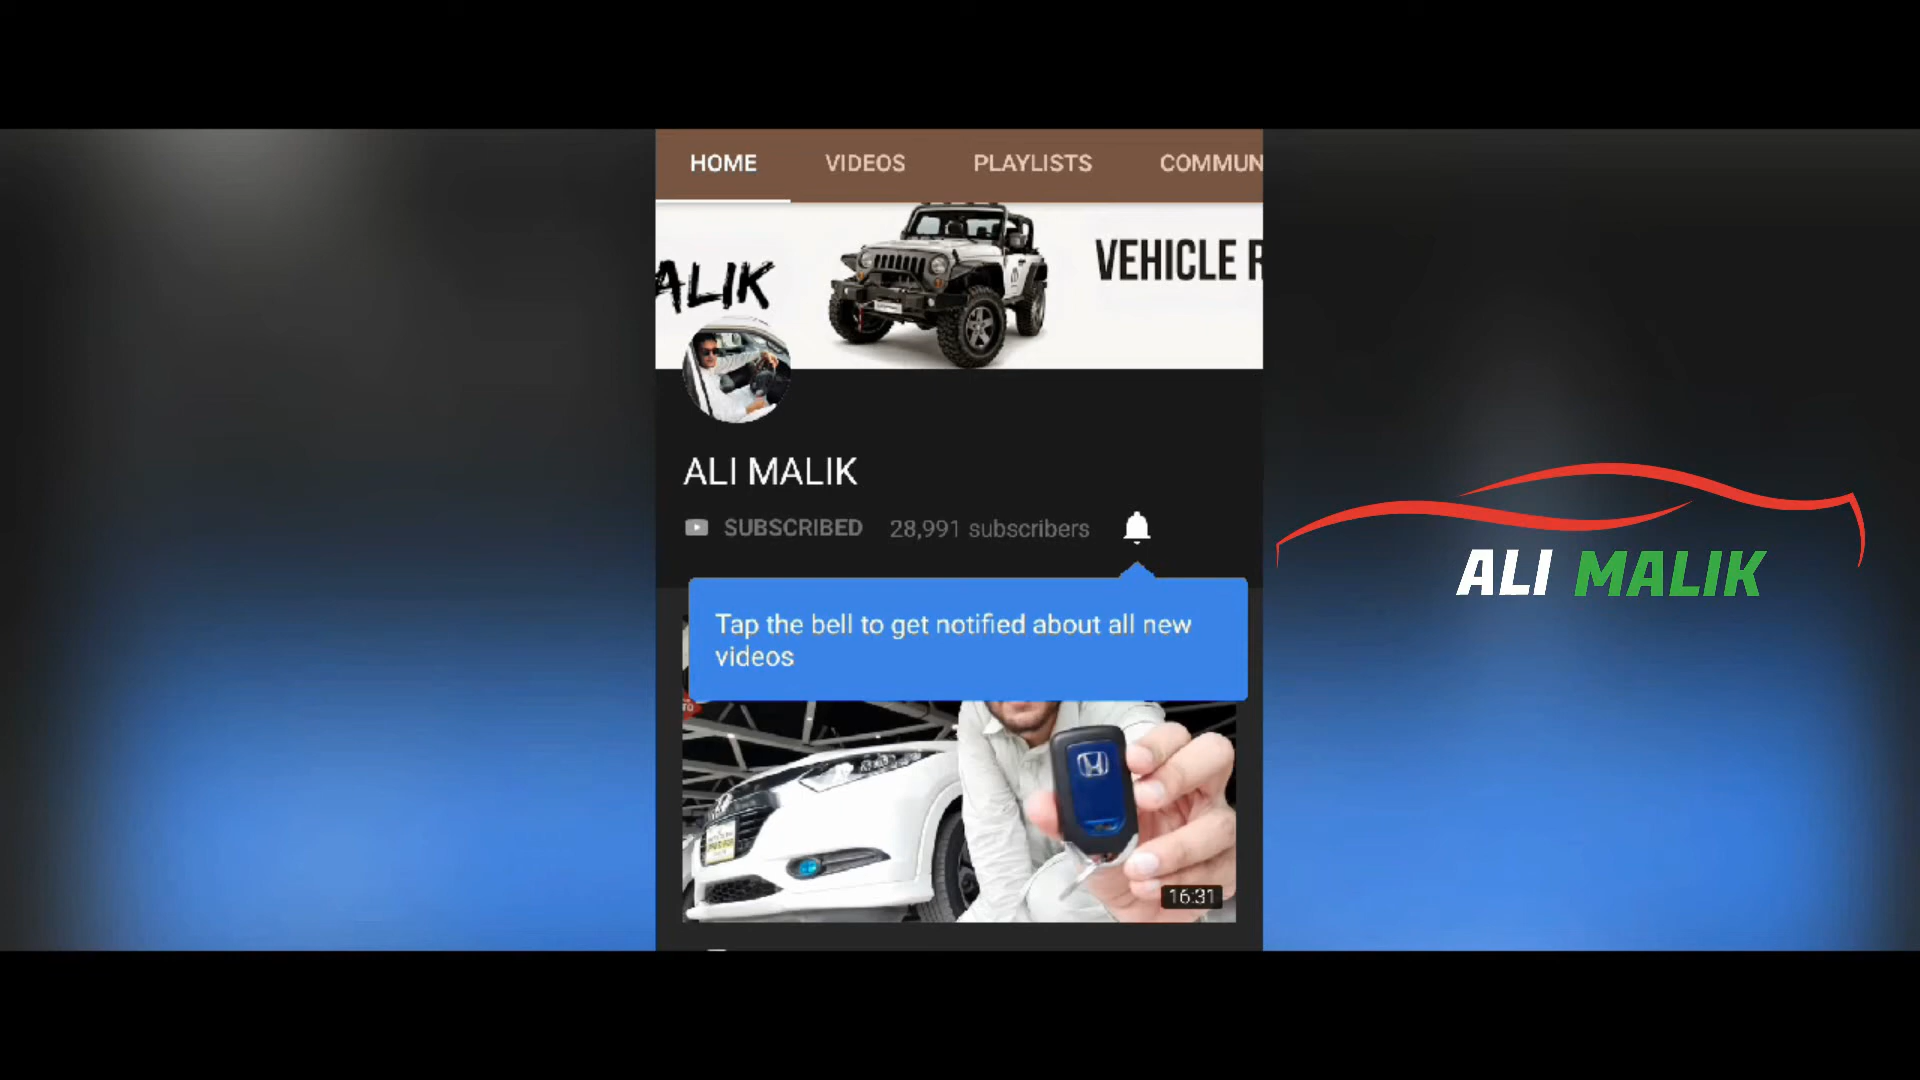 HOME VIDEOS PLAYLISTS COMMUN
ALIK
VEHICLE R
ALI MALIK
SUBSCRIBED 28,991 subscribers
Tap the bell to get notified about all new
videos
16:31
ALI MALIK